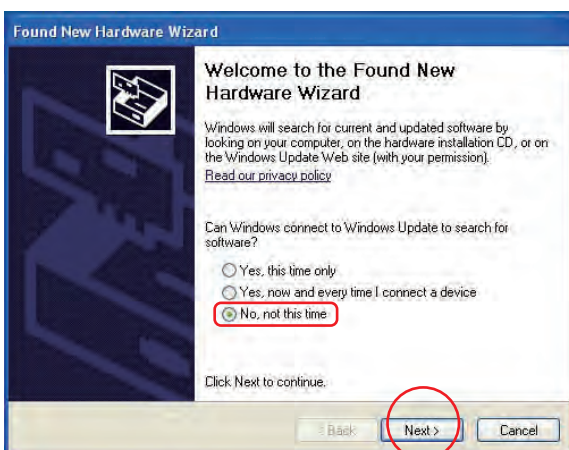 Found New Hardware Wizard
Welcome to the Found New
Hardware Wizard
Windows will search for current and updated software by
looking on your computer, on the hardware installation CD, or on
the Windows Update Web site (with your permission).
Read our privacy policy
Can Windows connect to Windows Update to search for
software?
Yes, this time only
Yes, now and every time I connect a device
No, not this time
Click Next to continue.
< Back Next > Cancel